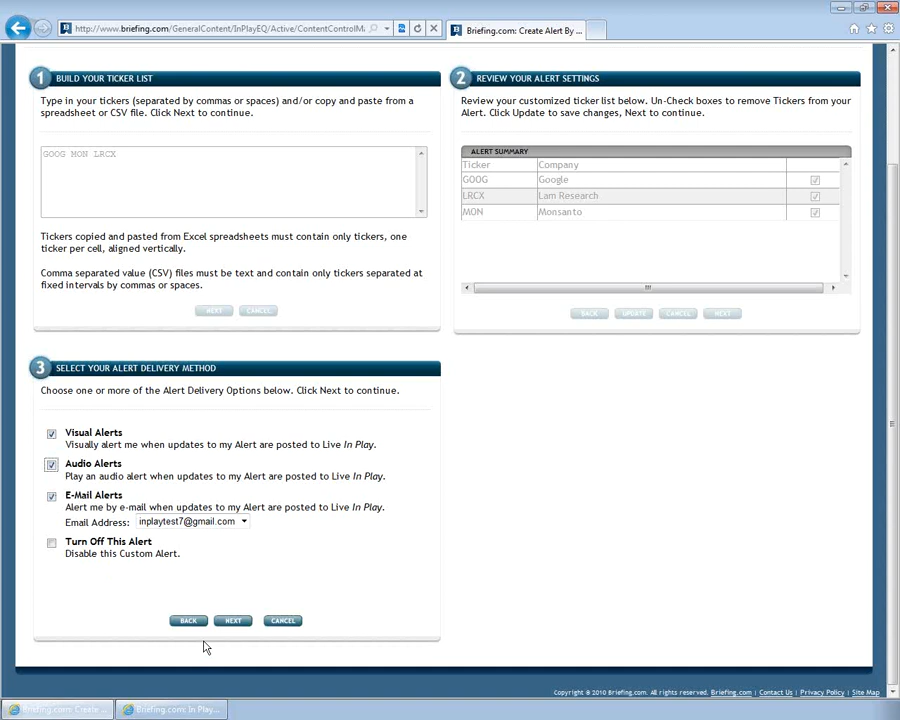 http://www.briefing.com/GeneralContent/InPlayEQ/Active/ContentControlMa
Briefing.com: Create Alert By ...
1 BUILD YOUR TICKER LIST
Type in your tickers (separated by commas or spaces) and/or copy and paste from a
spreadsheet or CSV file. Click Next to continue.
GOOG MON LRCX
Tickers copied and pasted from Excel spreadsheets must contain only tickers, one
ticker per cell, aligned vertically.
Comma separated value (CSV) files must be text and contain only tickers separated at
fixed intervals by commas or spaces.
NEXT CANCEL
2 REVIEW YOUR ALERT SETTINGS
Review your customized ticker list below. Un-Check boxes to remove Tickers from your
Alert. Click Update to save changes, Next to continue.
ALERT SUMMARY
Ticker Company
GOOG Google
LRCX Lam Research
MON Monsanto
BACK UPDATE CANCEL NEXT
3 SELECT YOUR ALERT DELIVERY METHOD
Choose one or more of the Alert Delivery Options below. Click Next to continue.
Visual Alerts
Visually alert me when updates to my Alert are posted to Live In Play.
Audio Alerts
Play an audio alert when updates to my Alert are posted to Live In Play.
E-Mail Alerts
Alert me by e-mail when updates to my Alert are posted to Live In Play.
Email Address: inplaytest7@gmail.com
Turn Off This Alert
Disable this Custom Alert.
BACK NEXT CANCEL
Copyright © 2010 Briefing.com. All rights reserved. Briefing.com | Contact Us | Privacy Policy | Site Map
Briefing.com: Create ... Briefing.com: In Play...